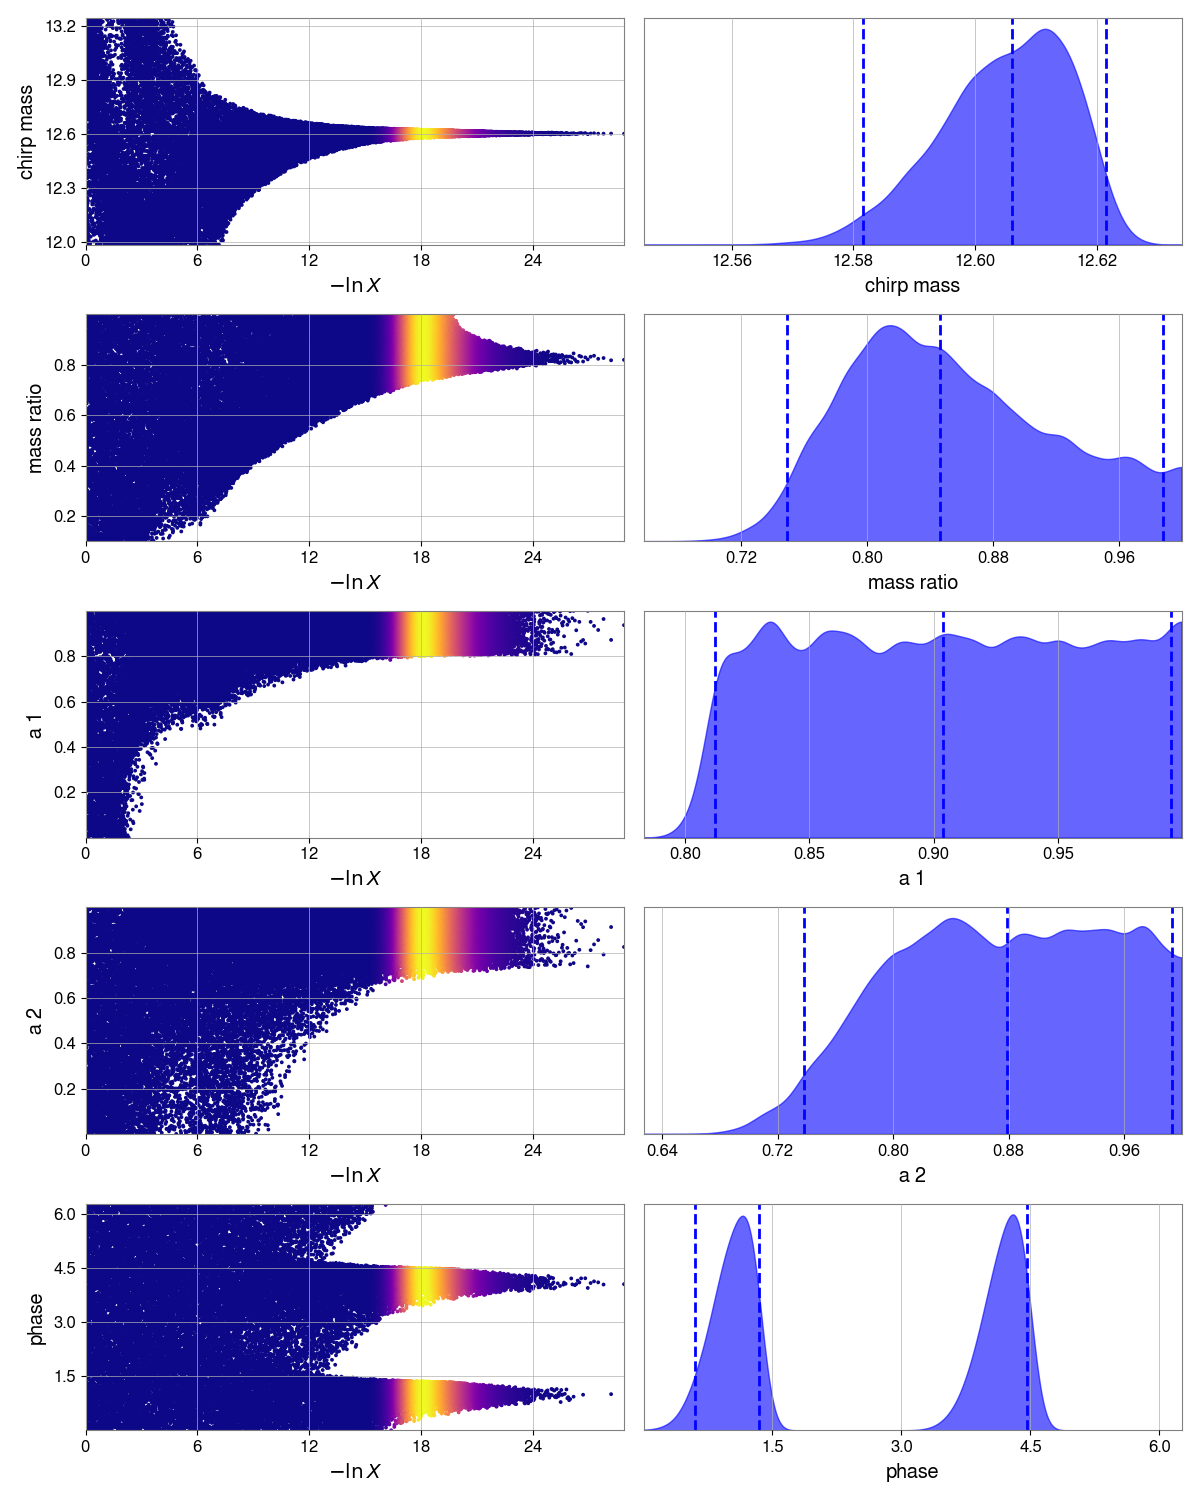 13.2
12.9
12.6
12.3
12.0
chirp mass
0 6 12 18 24
−ln X
12.56 12.58 12.60 12.62
chirp mass
0.8
0.6
0.4
0.2
mass ratio
0 6 12 18 24
−ln X
0.72 0.80 0.88 0.96
mass ratio
0.8
0.6
0.4
0.2
a 1
0 6 12 18 24
−ln X
0.80 0.85 0.90 0.95
a 1
0.8
0.6
0.4
0.2
a 2
0 6 12 18 24
−ln X
0.64 0.72 0.80 0.88 0.96
a 2
6.0
4.5
3.0
1.5
phase
0 6 12 18 24
−ln X
1.5 3.0 4.5 6.0
phase